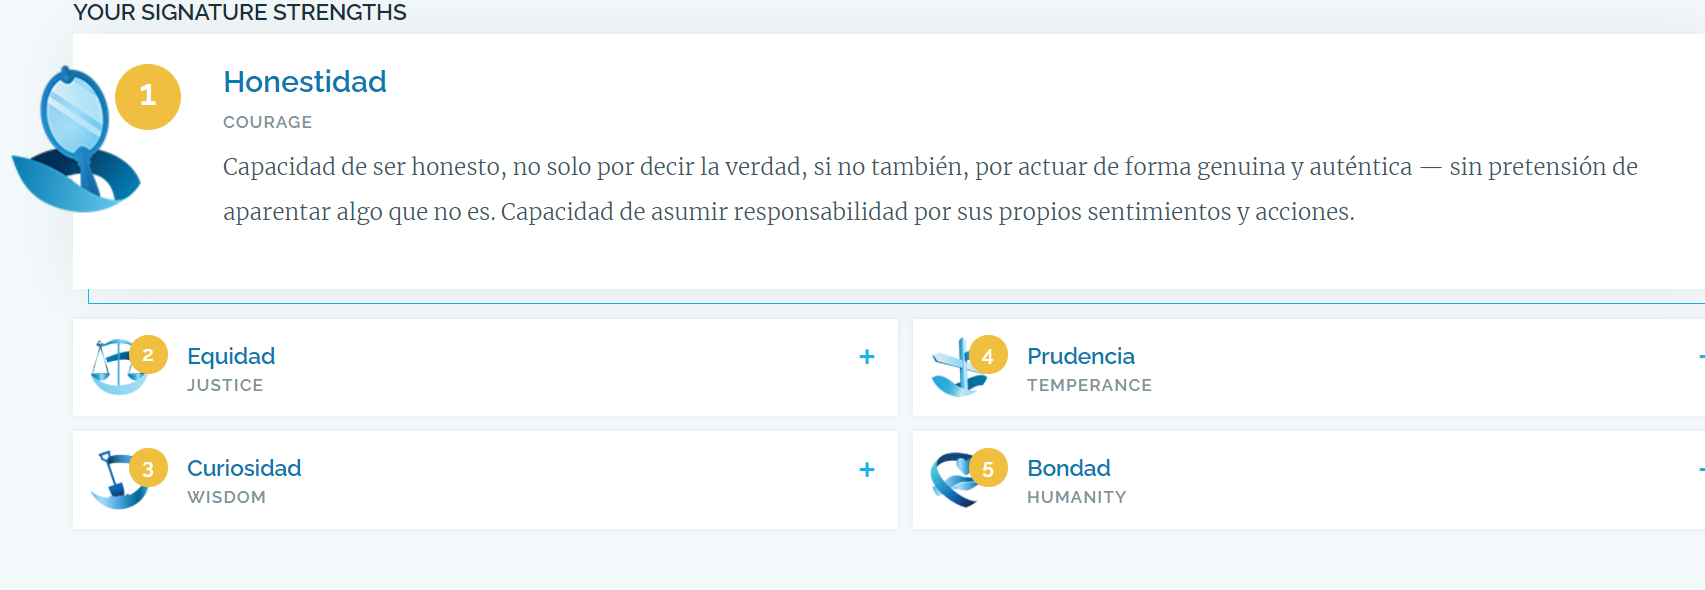 YOUR SIGNATURE STRENGTHS
1
Honestidad
COURAGE
Capacidad de ser honesto, no solo por decir la verdad, si no también, por actuar de forma genuina y auténtica — sin pretensión de
aparentar algo que no es. Capacidad de asumir responsabilidad por sus propios sentimientos y acciones.
2
Equidad
JUSTICE
+
3
Curiosidad
WISDOM
+
4
Prudencia
TEMPERANCE
5
Bondad
HUMANITY